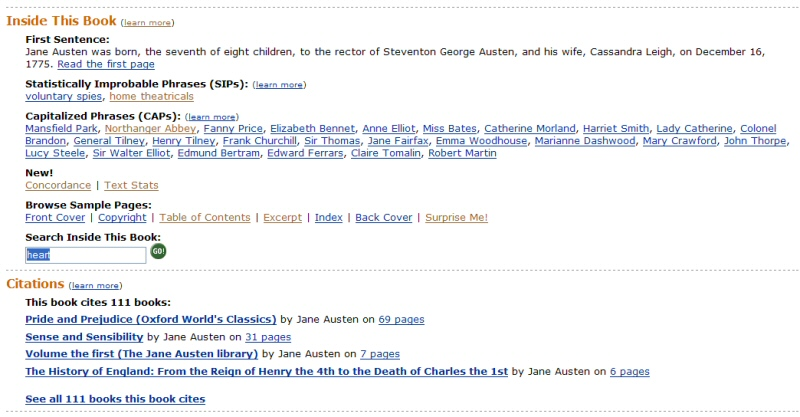 Inside This Book (learn more)
First Sentence:
Jane Austen was born, the seventh of eight children, to the rector of Steventon George Austen, and his wife, Cassandra Leigh, on December 16,
1775. Read the first page
Statistically Improbable Phrases (SIPs): (learn more)
voluntary spies, home theatricals
Capitalized Phrases (CAPs): (learn more)
Mansfield Park, Northanger Abbey, Fanny Price, Elizabeth Bennet, Anne Elliot, Miss Bates, Catherine Morland, Harriet Smith, Lady Catherine, Colonel
Brandon, General Tilney, Henry Tilney, Frank Churchill, Sir Thomas, Jane Fairfax, Emma Woodhouse, Marianne Dashwood, Mary Crawford, John Thorpe,
Lucy Steele, Sir Walter Elliot, Edmund Bertram, Edward Ferrars, Claire Tomalin, Robert Martin
New!
Concordance | Text Stats
Browse Sample Pages:
Front Cover | Copyright | Table of Contents | Excerpt | Index | Back Cover | Surprise Me!
Search Inside This Book:
heart GO!
Citations (learn more)
This book cites 111 books:
Pride and Prejudice (Oxford World's Classics) by Jane Austen on 69 pages
Sense and Sensibility by Jane Austen on 31 pages
Volume the first (The Jane Austen library) by Jane Austen on 7 pages
The History of England: From the Reign of Henry the 4th to the Death of Charles the 1st by Jane Austen on 6 pages
See all 111 books this book cites